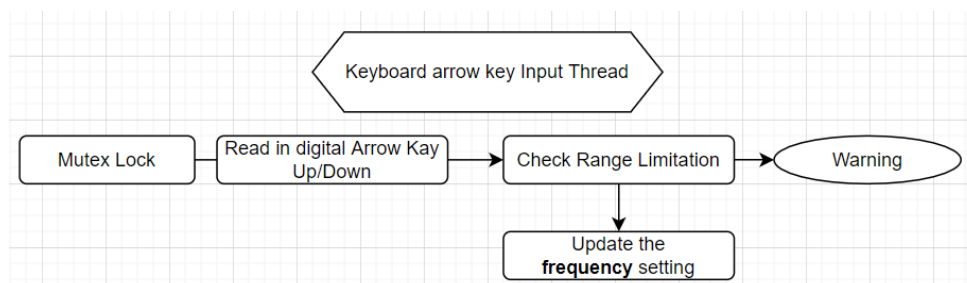 Keyboard arrow key Input Thread
Mutex Lock
Read in digital Arrow Kay
Up/Down
Check Range Limitation
Warning
Update the
frequency setting